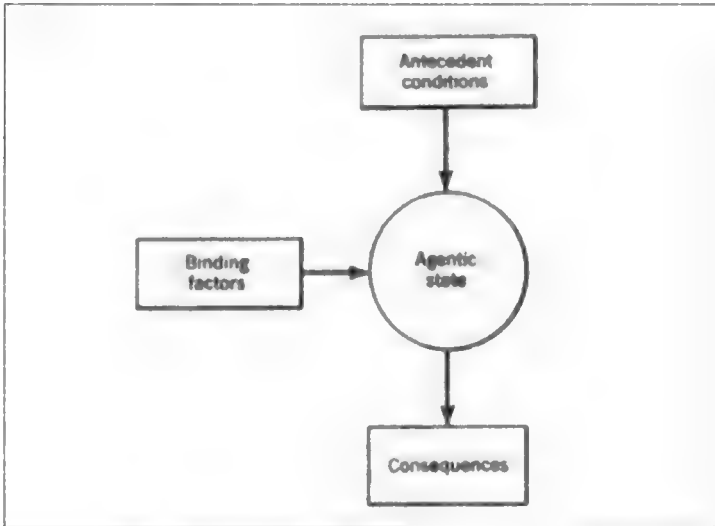 Antecedent
conditions
Binding
factors
Agentic
state
Consequences